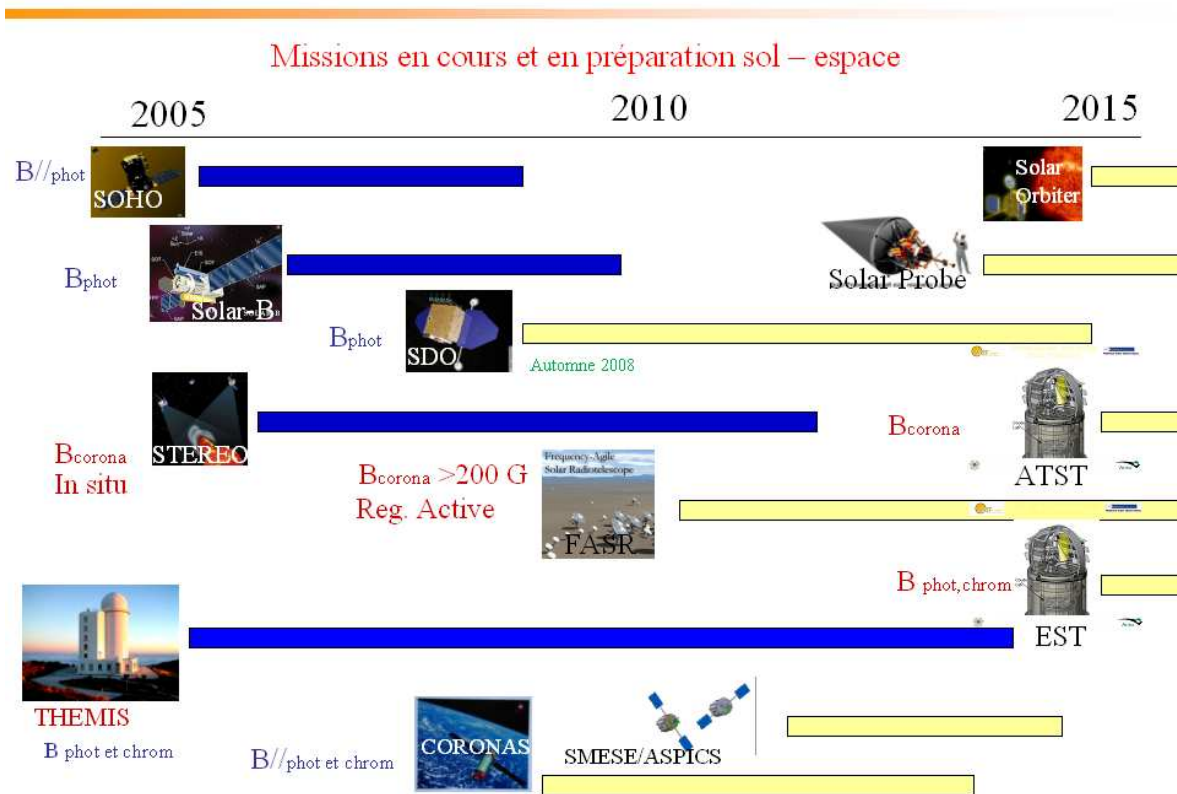 Missions en cours et en préparation sol – espace
2005
2010
2015
B//phot
SOHO
Solar
Orbiter
Bphot
Solar-B
Solar Probe
Bphot
SDO
Automne 2008
Bcorona
In situ
STEREO
Bcorona >200 G
Reg. Active
Frequency-Agile
Solar Radiotelescope
FASR
Bcorona
ATST
B phot,chrom
EST
THEMIS
B phot et chrom
B//phot et chrom
CORONAS
SMESE/ASPICS